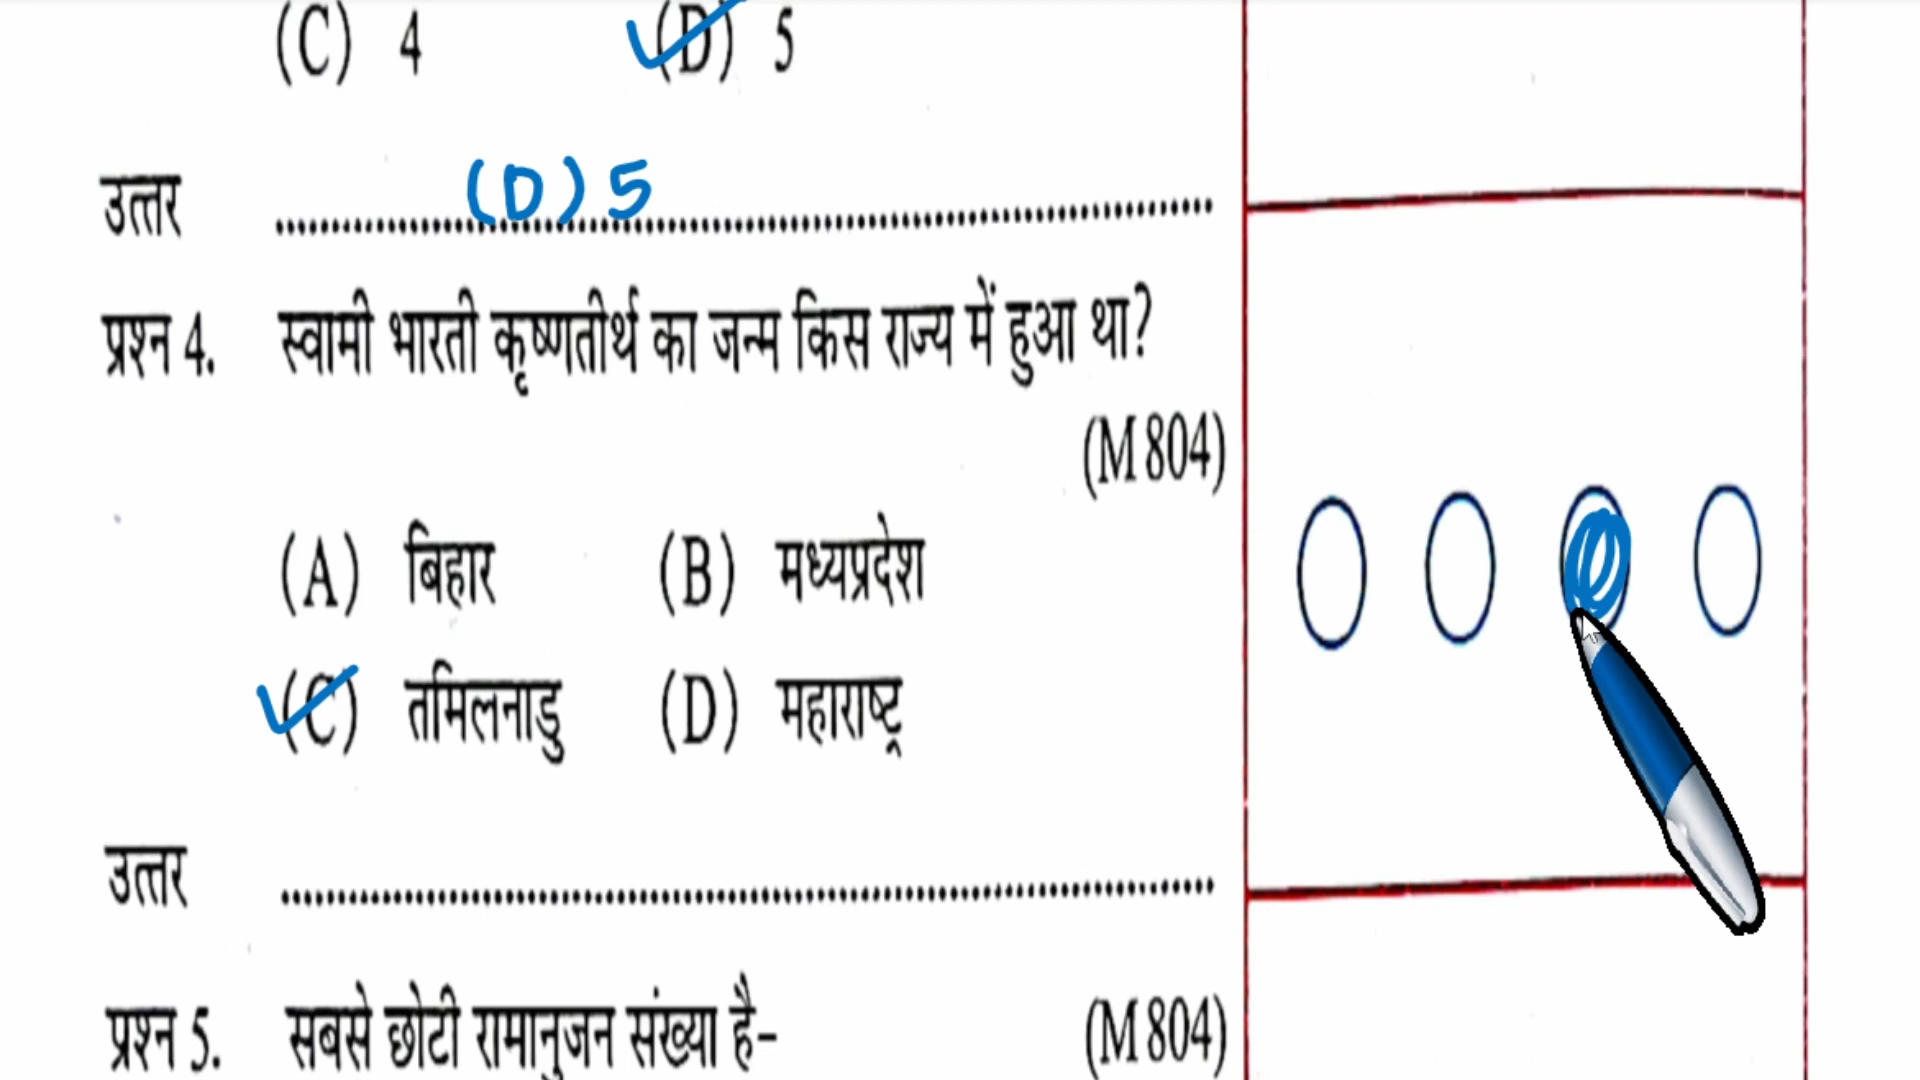 (C) 4 (D) 5
उत्तर (D) 5
प्रश्न 4. स्वामी भारती कृष्णतीर्थ का जन्म किस राज्य में हुआ था?
(M 804)
(A) बिहार (B) मध्यप्रदेश
(C) तमिलनाडु (D) महाराष्ट्र
उत्तर
प्रश्न 5. सबसे छोटी रामानुजन संख्या है- (M 804)